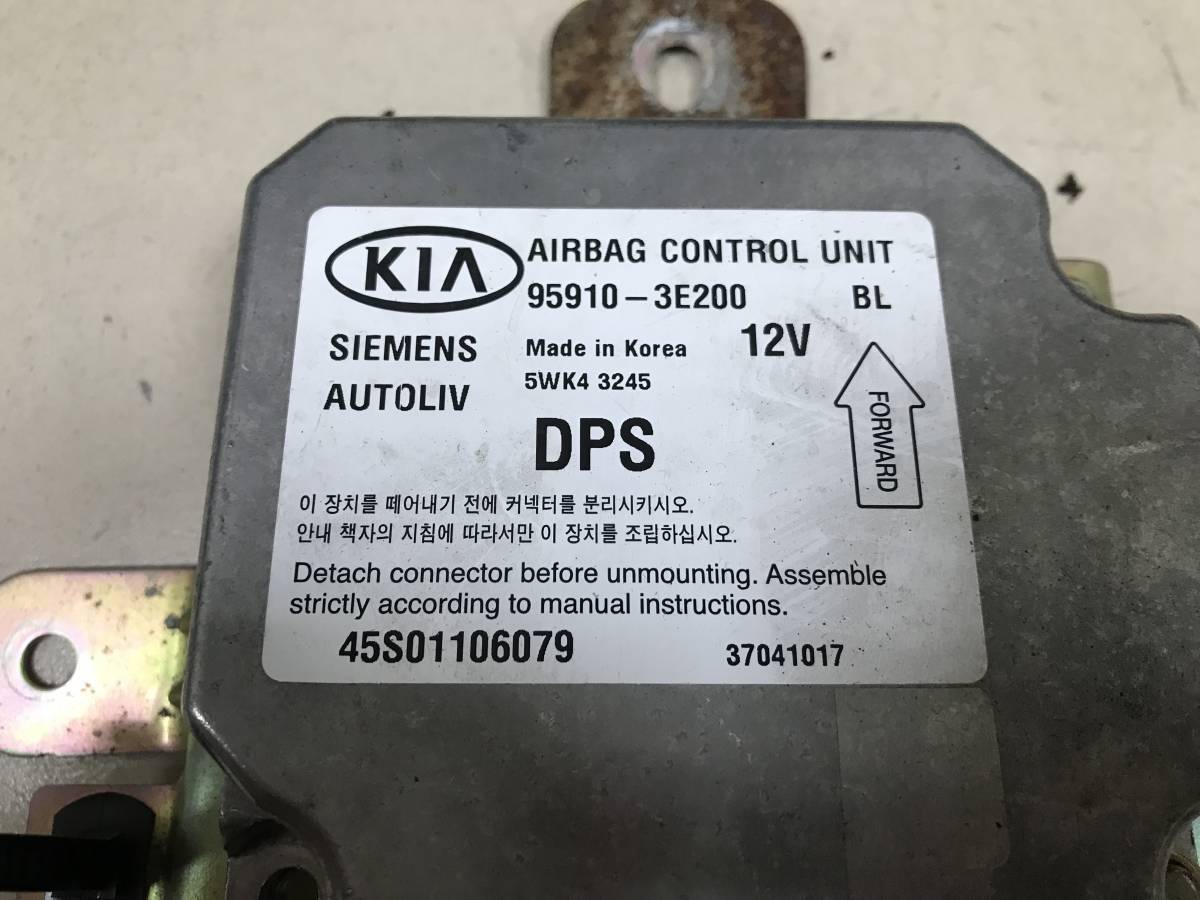 KIA AIRBAG CONTROL UNIT
95910-3E200 BL
SIEMENS Made in Korea 12V
AUTOLIV 5WK4 3245
DPS
FORWARD
이 장치를 떼어내기 전에 커넥터를 분리시키시오.
안내 책자의 지침에 따라서만 이 장치를 조립하십시오.
Detach connector before unmounting. Assemble
strictly according to manual instructions.
45S01106079 37041017